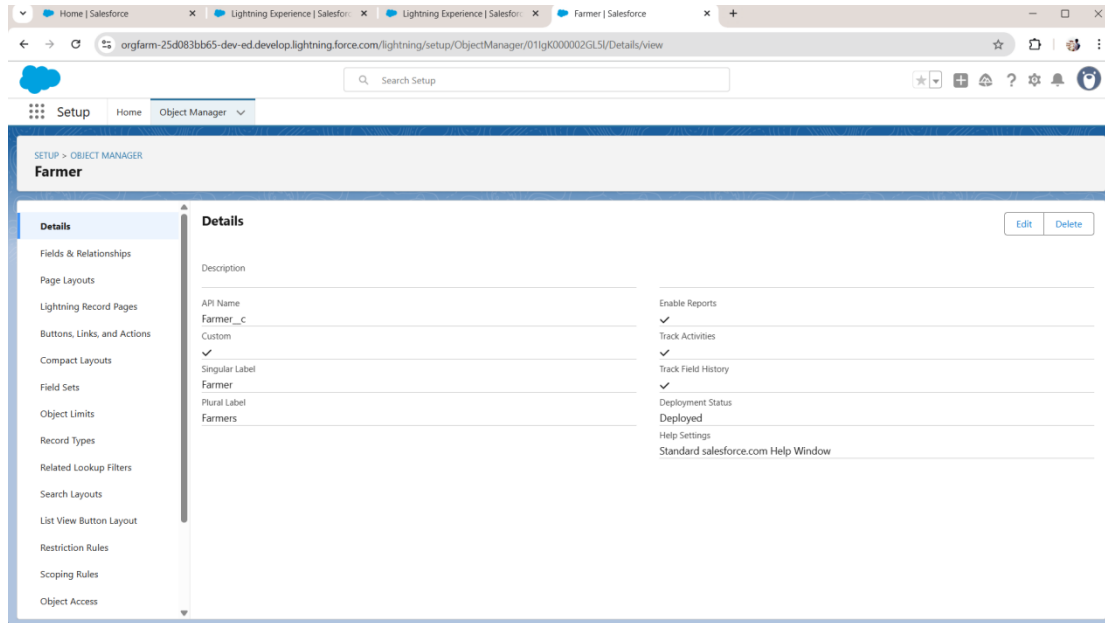 Home | Salesforce
Lightning Experience | Salesforc
Lightning Experience | Salesforc
Farmer | Salesforce
orgfarm-25d083bb65-dev-ed.develop.lightning.force.com/lightning/setup/ObjectManager/01IgK000002GL5I/Details/view
Search Setup
Setup
Home
Object Manager
SETUP > OBJECT MANAGER
Farmer
Details
Fields & Relationships
Page Layouts
Lightning Record Pages
Buttons, Links, and Actions
Compact Layouts
Field Sets
Object Limits
Record Types
Related Lookup Filters
Search Layouts
List View Button Layout
Restriction Rules
Scoping Rules
Object Access
Details
Edit
Delete
Description
API Name
Farmer__c
Custom
Singular Label
Farmer
Plural Label
Farmers
Enable Reports
Track Activities
Track Field History
Deployment Status
Deployed
Help Settings
Standard salesforce.com Help Window